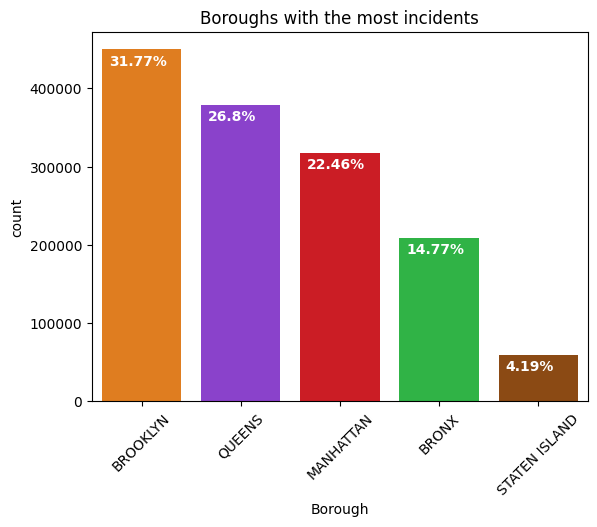 Boroughs with the most incidents
count
400000
300000
200000
100000
0
31.77%
26.8%
22.46%
14.77%
4.19%
BROOKLYN
QUEENS
MANHATTAN
BRONX
STATEN ISLAND
Borough